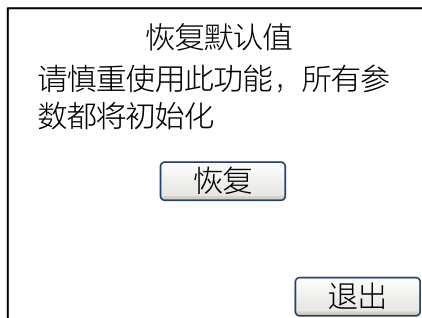 恢复默认值
请慎重使用此功能，所有参
数都将初始化
恢复
退出